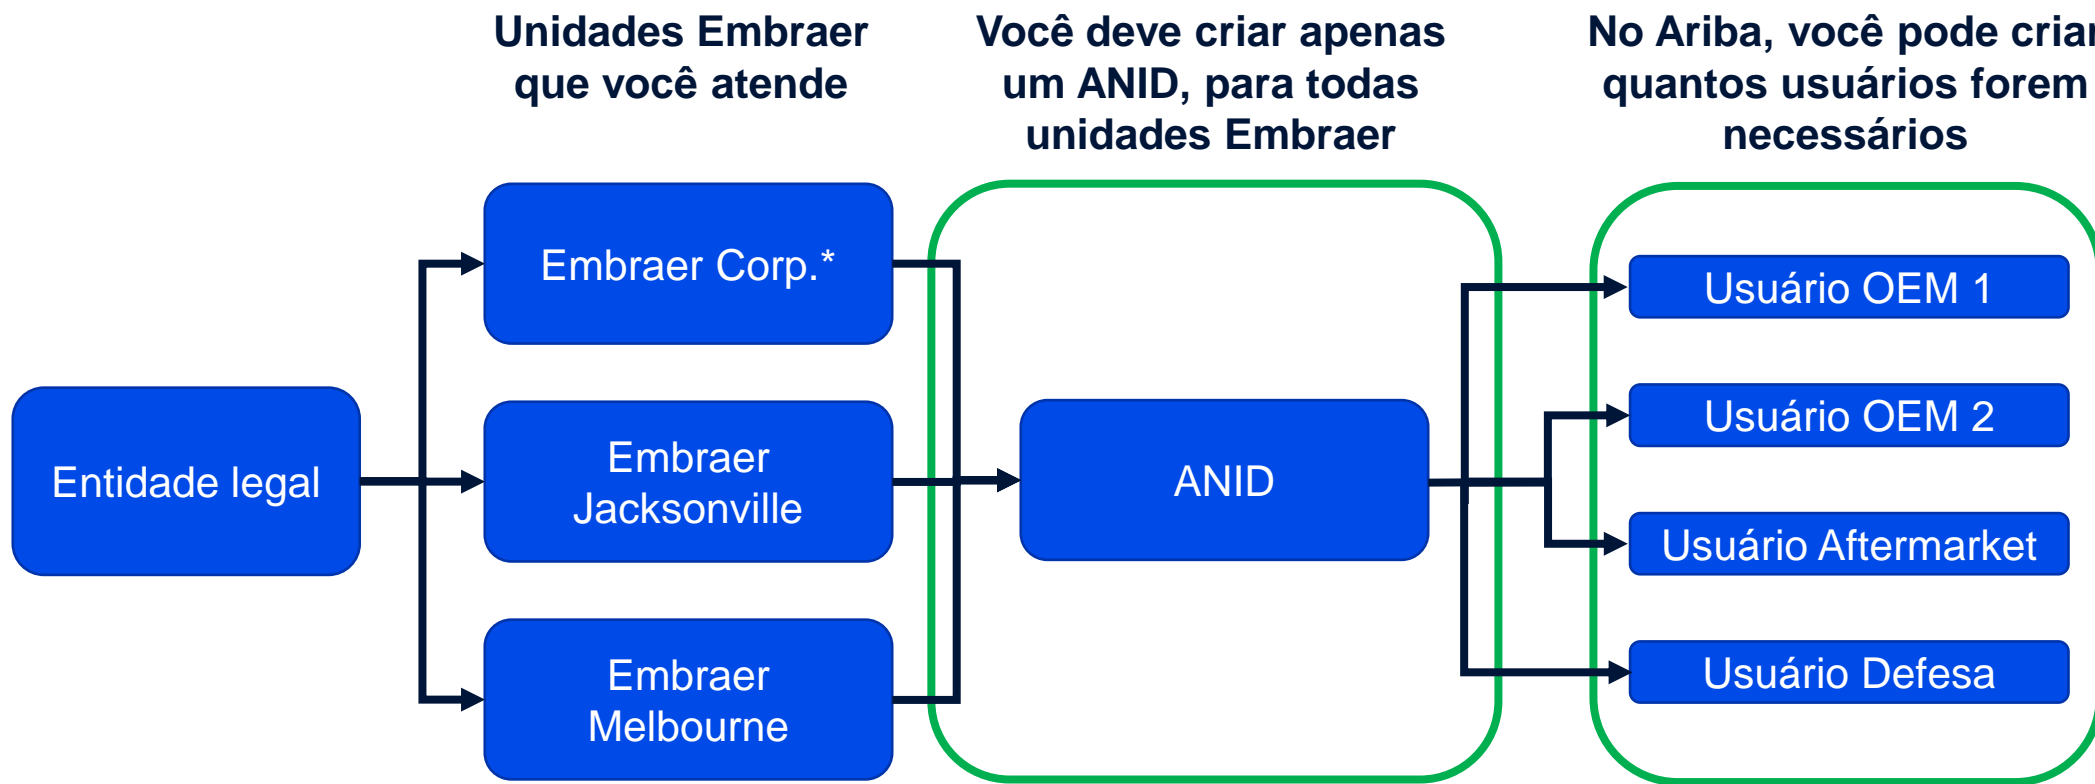 Unidades Embraer
que você atende
Você deve criar apenas
um ANID, para todas
unidades Embraer
No Ariba, você pode criar
quantos usuários forem
necessários
Entidade legal
Embraer Corp.*
Embraer
Jacksonville
Embraer
Melbourne
ANID
Usuário OEM 1
Usuário OEM 2
Usuário Aftermarket
Usuário Defesa